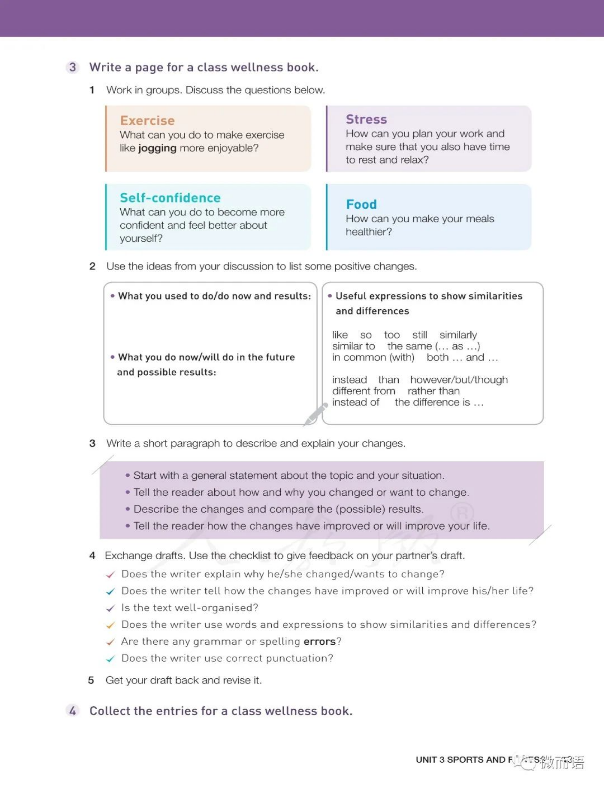 3 Write a page for a class wellness book.
1 Work in groups. Discuss the questions below.
Exercise
What can you do to make exercise
like jogging more enjoyable?
Stress
How can you plan your work and
make sure that you also have time
to rest and relax?
Self-confidence
What can you do to become more
confident and feel better about
yourself?
Food
How can you make your meals
healthier?
2 Use the ideas from your discussion to list some positive changes.
• What you used to do/do now and results:
• What you do now/will do in the future
and possible results:
• Useful expressions to show similarities
and differences
like so too still similarly
similar to the same (… as …)
in common (with) both … and …
instead than however/but/though
different from rather than
instead of the difference is …
3 Write a short paragraph to describe and explain your changes.
• Start with a general statement about the topic and your situation.
• Tell the reader about how and why you changed or want to change.
• Describe the changes and compare the (possible) results.
• Tell the reader how the changes have improved or will improve your life.
®
4 Exchange drafts. Use the checklist to give feedback on your partner's draft.
✓ Does the writer explain why he/she changed/wants to change?
✓ Does the writer tell how the changes have improved or will improve his/her life?
✓ Is the text well-organised?
✓ Does the writer use words and expressions to show similarities and differences?
✓ Are there any grammar or spelling errors?
✓ Does the writer use correct punctuation?
5 Get your draft back and revise it.
4 Collect the entries for a class wellness book.
UNIT 3 SPORTS AND
微而语